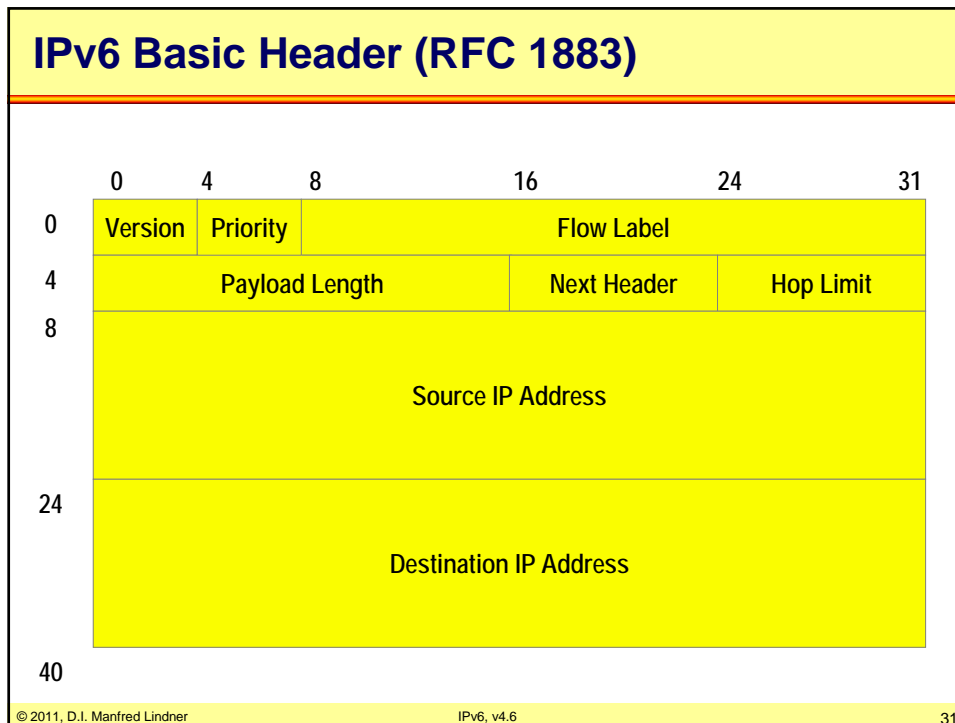 IPv6 Basic Header (RFC 1883)
0 4 8 16 24 31
0 Version Priority Flow Label
4 Payload Length Next Header Hop Limit
8
Source IP Address
24
Destination IP Address
40
© 2011, D.I. Manfred Lindner IPv6, v4.6 31